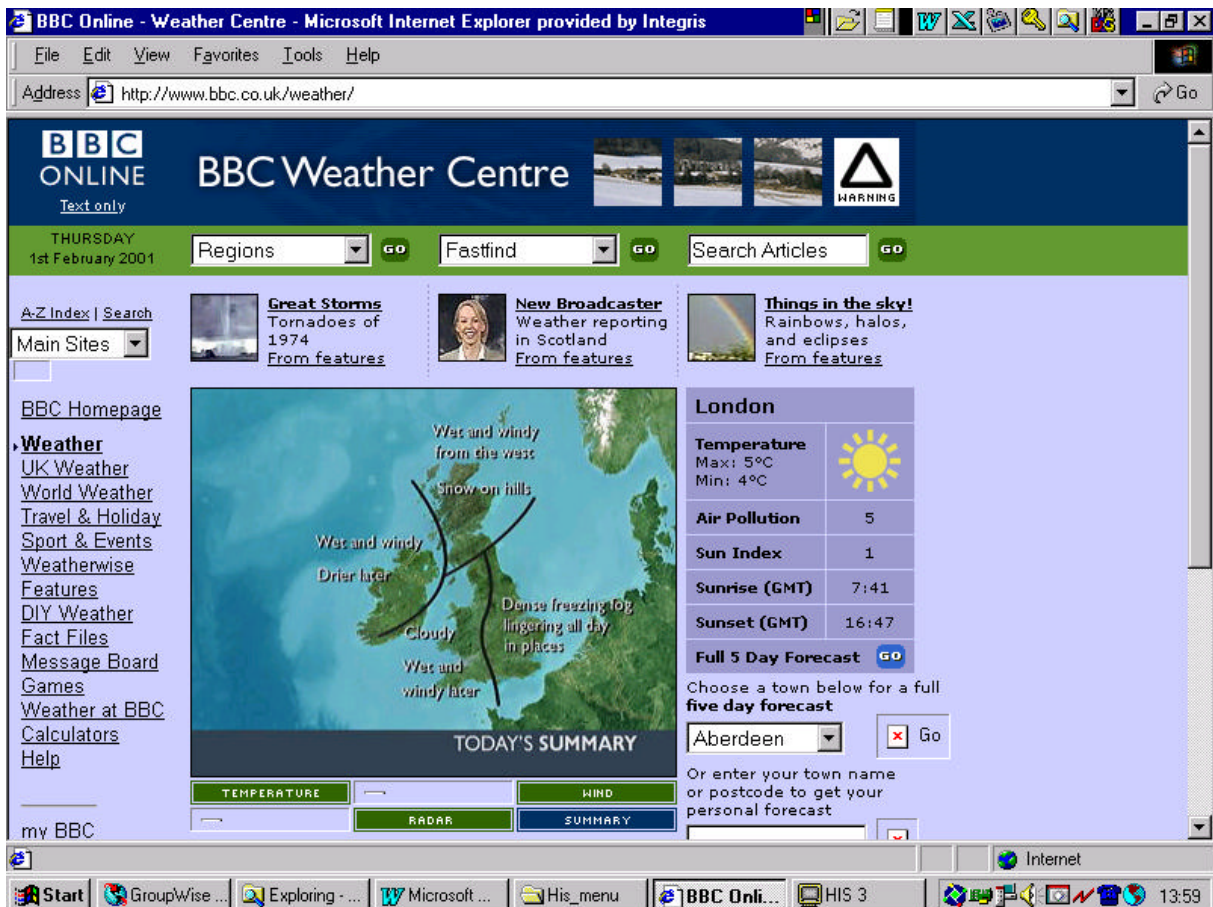 BBC Online - Weather Centre - Microsoft Internet Explorer provided by Integris
File Edit View Favorites Tools Help
Address http://www.bbc.co.uk/weather/ Go
BBC
ONLINE
Text only
BBC Weather Centre
WARNING
THURSDAY
1st February 2001
Regions GO Fastfind GO Search Articles GO
A-Z Index | Search
Main Sites
Great Storms
Tornadoes of
1974
From features
New Broadcaster
Weather reporting
in Scotland
From features
Things in the sky!
Rainbows, halos,
and eclipses
From features
BBC Homepage
Weather
UK Weather
World Weather
Travel & Holiday
Sport & Events
Weatherwise
Features
DIY Weather
Fact Files
Message Board
Games
Weather at BBC
Calculators
Help
my BBC
Wet and windy
from the west
Snow on hills
Wet and windy
Drier later
Dense freezing fog
lingering all day
in places
Cloudy
Wet and
windy later
TODAY'S SUMMARY
TEMPERATURE WIND
RADAR SUMMARY
London
Temperature
Max: 5°C
Min: 4°C
Air Pollution 5
Sun Index 1
Sunrise (GMT) 7:41
Sunset (GMT) 16:47
Full 5 Day Forecast GO
Choose a town below for a full
five day forecast
Aberdeen Go
Or enter your town name
or postcode to get your
personal forecast
Internet
Start GroupWise ... Exploring - ... Microsoft ... His_menu BBC Onli... HIS 3 13:59